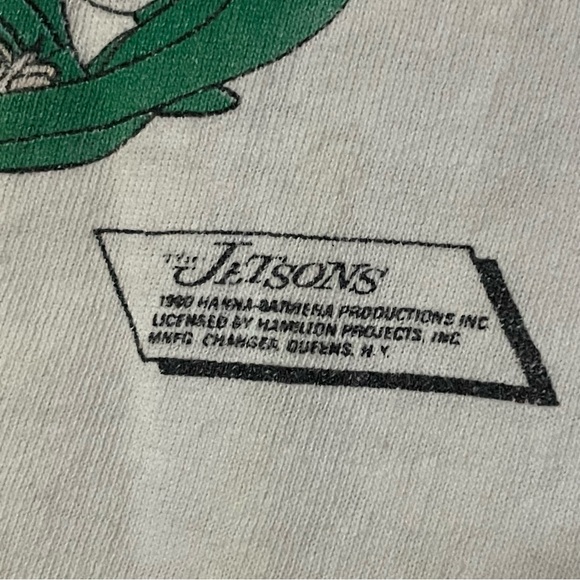 THE JETSONS
1990 HANNA-BARBERA PRODUCTIONS INC.
LICENSED BY HAMILTON PROJECTS, INC.
MNFG. CHANGES, QUEENS, N.Y.